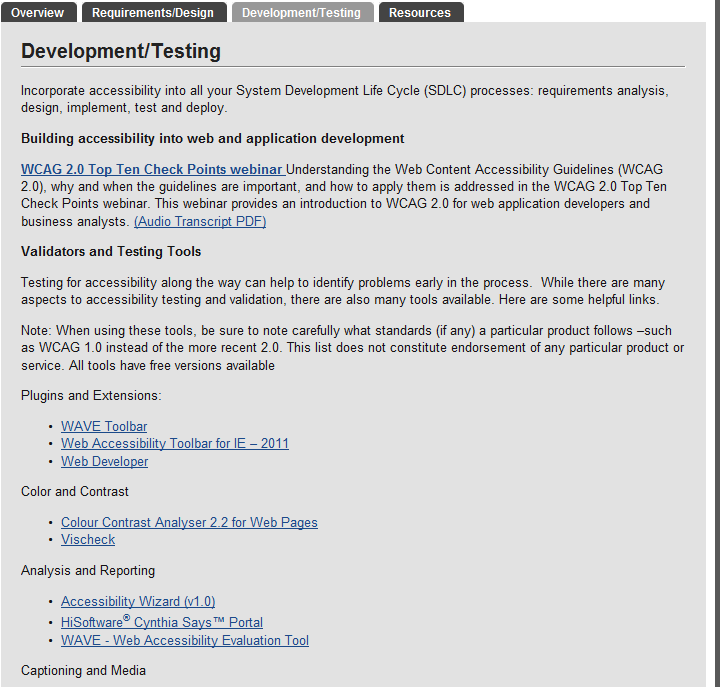 Overview Requirements/Design Development/Testing Resources
Development/Testing
Incorporate accessibility into all your System Development Life Cycle (SDLC) processes: requirements analysis,
design, implement, test and deploy.
Building accessibility into web and application development
WCAG 2.0 Top Ten Check Points webinar Understanding the Web Content Accessibility Guidelines (WCAG
2.0), why and when the guidelines are important, and how to apply them is addressed in the WCAG 2.0 Top Ten
Check Points webinar. This webinar provides an introduction to WCAG 2.0 for web application developers and
business analysts. (Audio Transcript PDF)
Validators and Testing Tools
Testing for accessibility along the way can help to identify problems early in the process.  While there are many
aspects to accessibility testing and validation, there are also many tools available. Here are some helpful links.
Note: When using these tools, be sure to note carefully what standards (if any) a particular product follows –such
as WCAG 1.0 instead of the more recent 2.0. This list does not constitute endorsement of any particular product or
service. All tools have free versions available
Plugins and Extensions:
• WAVE Toolbar
• Web Accessibility Toolbar for IE – 2011
• Web Developer
Color and Contrast
• Colour Contrast Analyser 2.2 for Web Pages
• Vischeck
Analysis and Reporting
• Accessibility Wizard (v1.0)
• HiSoftware® Cynthia Says™ Portal
• WAVE - Web Accessibility Evaluation Tool
Captioning and Media